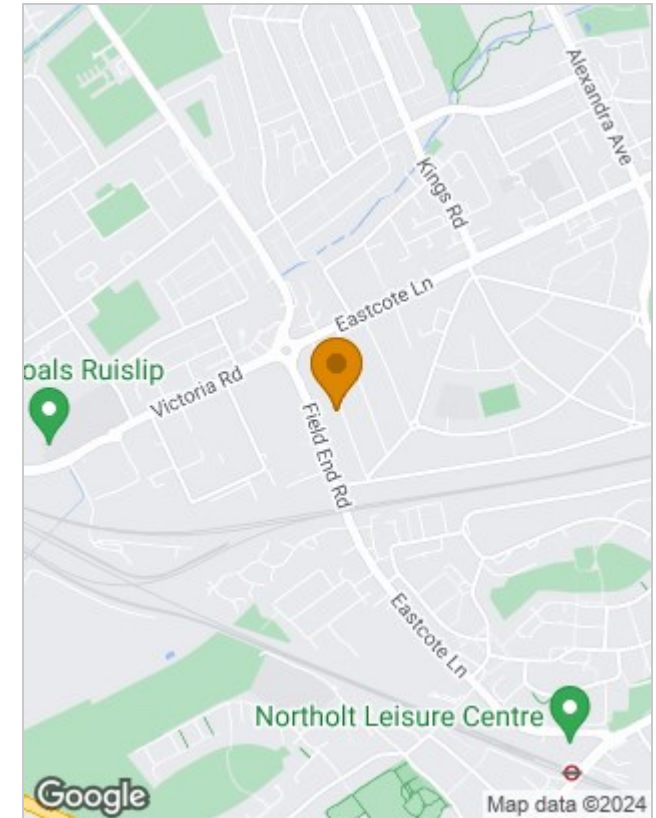 Alexandra Ave
Kings Rd
Eastcote Ln
oals Ruislip
Victoria Rd
Field End Rd
Eastcote Ln
Northolt Leisure Centre
Google
Map data ©2024